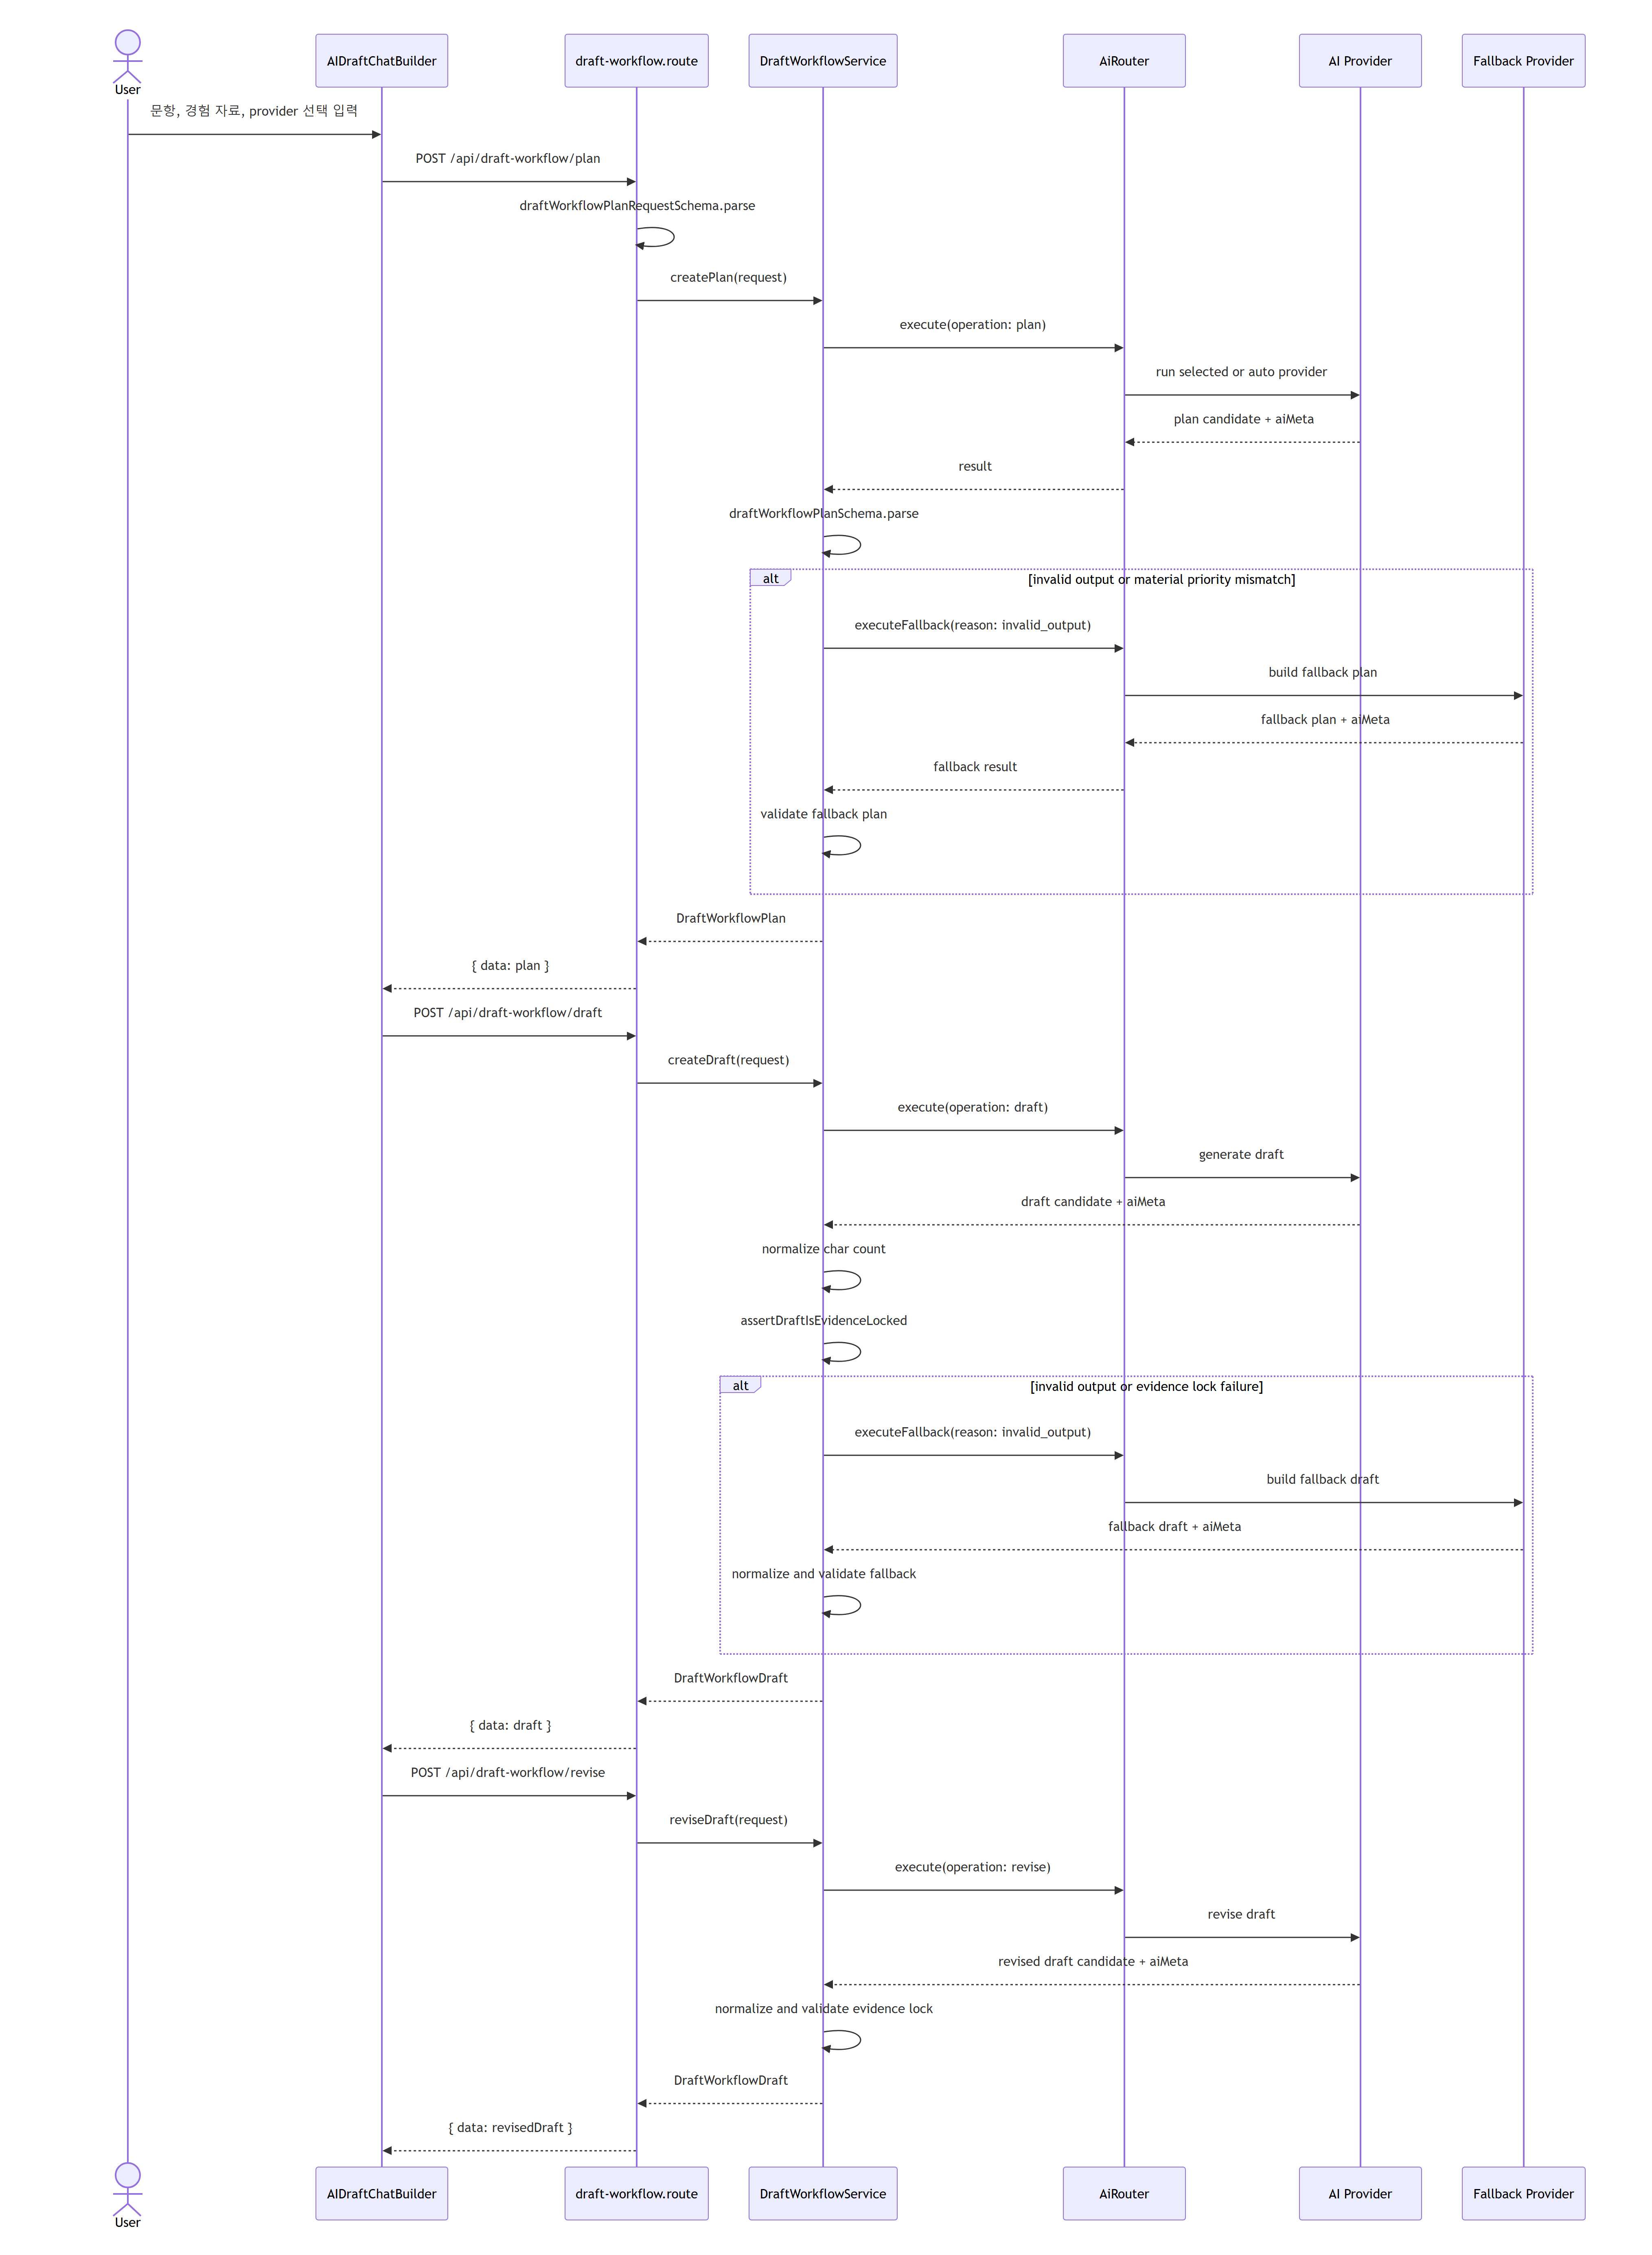 User
AIDraftChatBuilder
draft-workflow.route
DraftWorkflowService
AiRouter
AI Provider
Fallback Provider
문항, 경험 자료, provider 선택 입력
POST /api/draft-workflow/plan
draftWorkflowPlanRequestSchema.parse
createPlan(request)
execute(operation: plan)
run selected or auto provider
plan candidate + aiMeta
result
draftWorkflowPlanSchema.parse
alt
[invalid output or material priority mismatch]
executeFallback(reason: invalid_output)
build fallback plan
fallback plan + aiMeta
fallback result
validate fallback plan
DraftWorkflowPlan
{ data: plan }
POST /api/draft-workflow/draft
createDraft(request)
execute(operation: draft)
generate draft
draft candidate + aiMeta
normalize char count
assertDraftIsEvidenceLocked
alt
[invalid output or evidence lock failure]
executeFallback(reason: invalid_output)
build fallback draft
fallback draft + aiMeta
normalize and validate fallback
DraftWorkflowDraft
{ data: draft }
POST /api/draft-workflow/revise
reviseDraft(request)
execute(operation: revise)
revise draft
revised draft candidate + aiMeta
normalize and validate evidence lock
DraftWorkflowDraft
{ data: revisedDraft }
User
AIDraftChatBuilder
draft-workflow.route
DraftWorkflowService
AiRouter
AI Provider
Fallback Provider